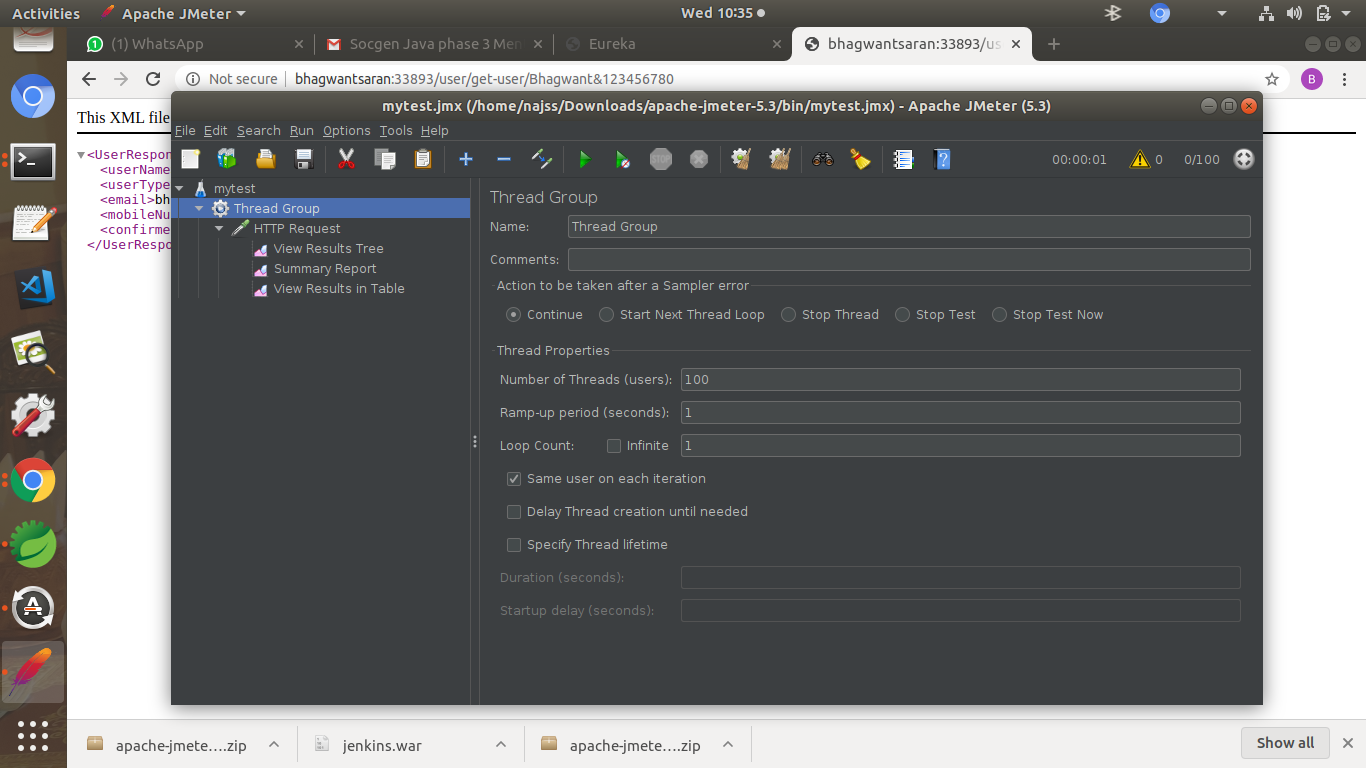 Activities Apache JMeter Wed 10:35
(1) WhatsApp Socgen Java phase 3 Men Eureka bhagwantsaran:33893/us
Not secure bhagwantsaran:33893/user/get-user/Bhagwant&123456780 B
This XML file
<UserRespon
<userName
<userType
<email>bh
<mobileNu
<confirme
</UserRespo
mytest.jmx (/home/najss/Downloads/apache-jmeter-5.3/bin/mytest.jmx) - Apache JMeter (5.3)
File Edit Search Run Options Tools Help
STOP 00:00:01 0 0/100
mytest
Thread Group
HTTP Request
View Results Tree
Summary Report
View Results in Table
Thread Group
Name: Thread Group
Comments:
Action to be taken after a Sampler error
Continue Start Next Thread Loop Stop Thread Stop Test Stop Test Now
Thread Properties
Number of Threads (users): 100
Ramp-up period (seconds): 1
Loop Count: Infinite 1
Same user on each iteration
Delay Thread creation until needed
Specify Thread lifetime
Duration (seconds):
Startup delay (seconds):
apache-jmete....zip jenkins.war apache-jmete....zip Show all